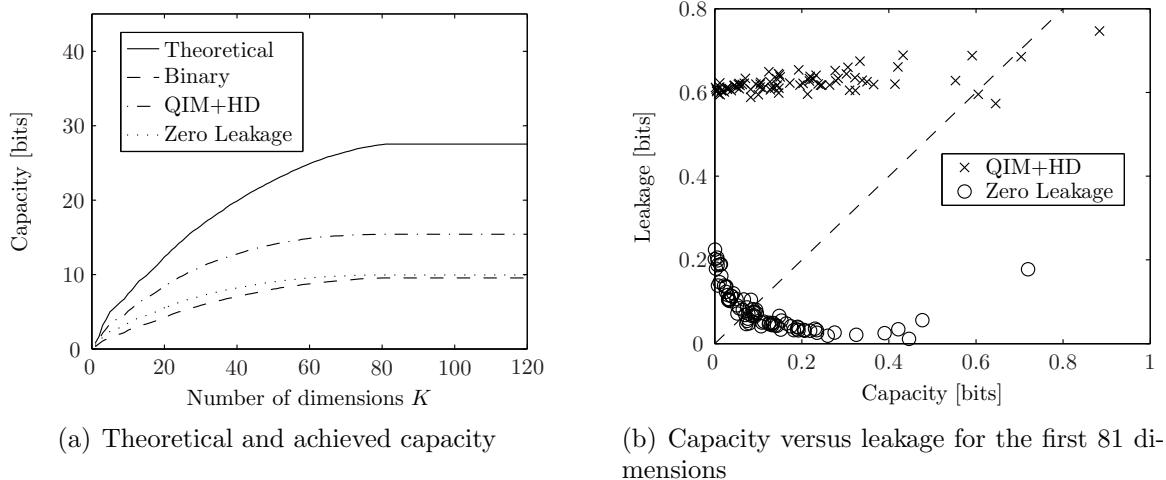 40
30
20
10
0
Capacity [bits]
Theoretical
Binary
QIM+HD
Zero Leakage
0 20 40 60 80 100 120
Number of dimensions K
(a) Theoretical and achieved capacity
0.8
0.6
0.4
0.2
0
Leakage [bits]
QIM+HD
Zero Leakage
0 0.2 0.4 0.6 0.8 1
Capacity [bits]
(b) Capacity versus leakage for the first 81 di-
mensions